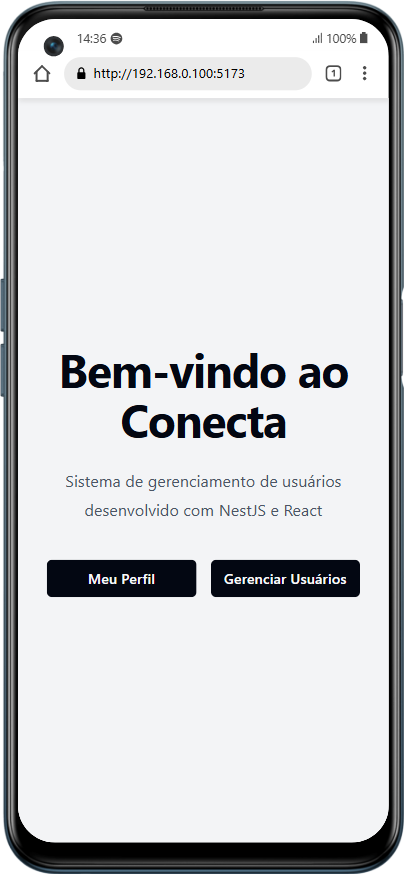 14:36
100%
http://192.168.0.100:5173
1
Bem-vindo ao
Conecta
Sistema de gerenciamento de usuários
desenvolvido com NestJS e React
Meu Perfil
Gerenciar Usuários